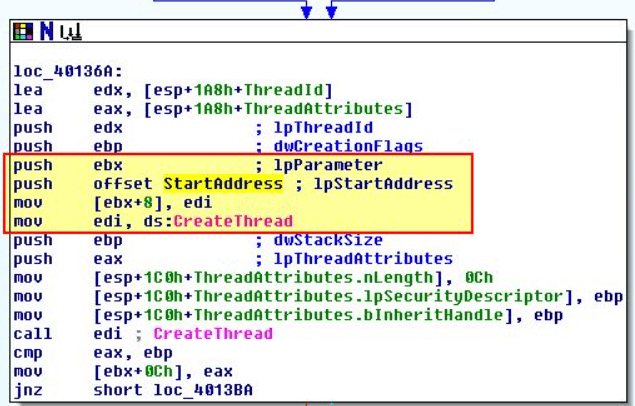 N
loc_40136A:
lea edx, [esp+1A8h+ThreadId]
lea eax, [esp+1A8h+ThreadAttributes]
push edx ; lpThreadId
push ebp ; dwCreationFlags
push ebx ; lpParameter
push offset StartAddress ; lpStartAddress
mov [ebx+8], edi
mov edi, ds:CreateThread
push ebp ; dwStackSize
push eax ; lpThreadAttributes
mov [esp+1C0h+ThreadAttributes.nLength], 0Ch
mov [esp+1C0h+ThreadAttributes.lpSecurityDescriptor], ebp
mov [esp+1C0h+ThreadAttributes.bInheritHandle], ebp
call edi ; CreateThread
cmp eax, ebp
mov [ebx+0Ch], eax
jnz short loc_4013BA